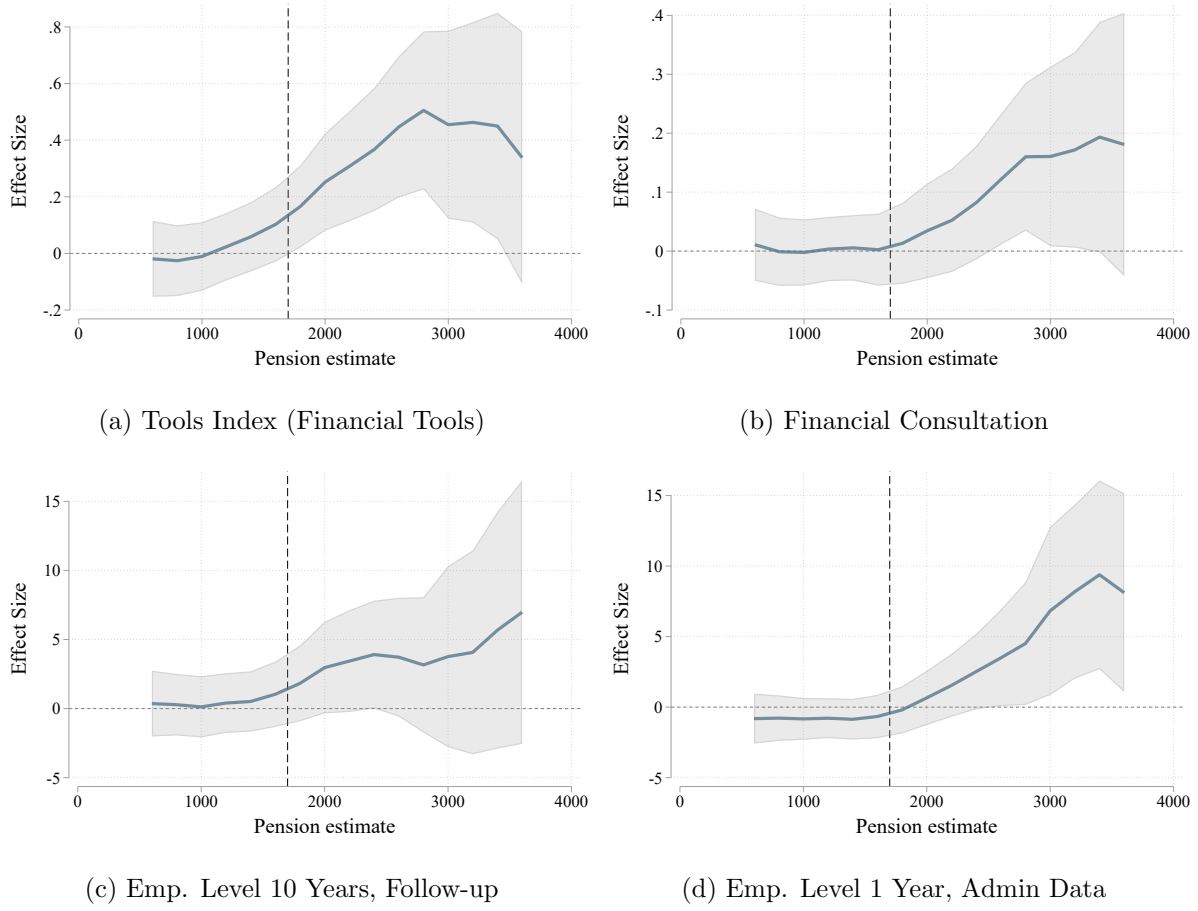 .8
.6
.4
.2
0
-.2
Effect Size
0 1000 2000 3000 4000
Pension estimate
(a) Tools Index (Financial Tools)
.4
.3
.2
.1
0
-.1
Effect Size
0 1000 2000 3000 4000
Pension estimate
(b) Financial Consultation
15
10
5
0
-5
Effect Size
0 1000 2000 3000 4000
Pension estimate
(c) Emp. Level 10 Years, Follow-up
15
10
5
0
-5
Effect Size
0 1000 2000 3000 4000
Pension estimate
(d) Emp. Level 1 Year, Admin Data